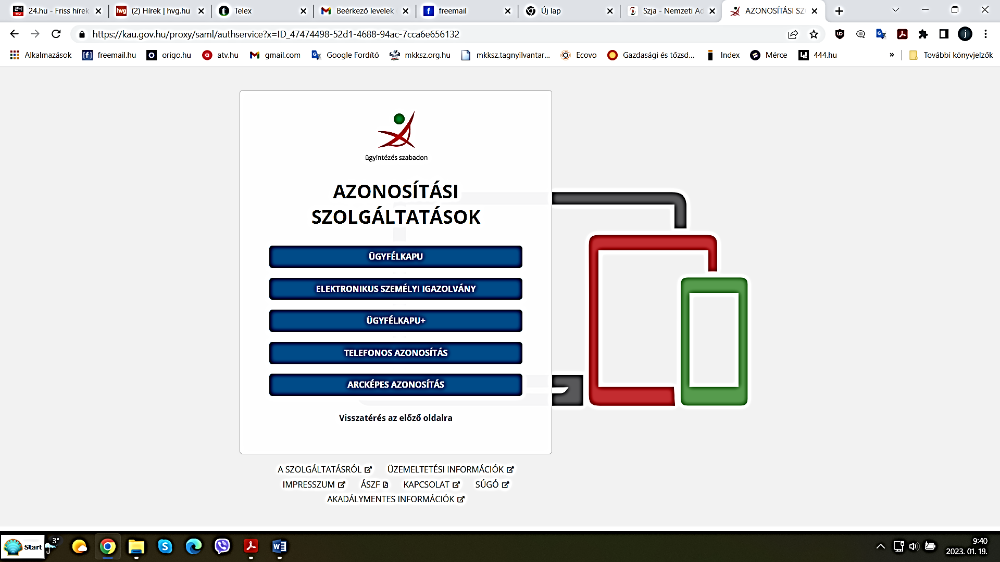 24.hu - Friss hírek
(2) Hírek | hvg.hu
Telex
Beérkező levelek
freemail
Új lap
Szja - Nemzeti Ad
AZONOSÍTÁSI SZ
https://kau.gov.hu/proxy/saml/authservice?x=ID_47474498-52d1-4688-94ac-7cca6e656132
Alkalmazások
freemail.hu
origo.hu
atv.hu
gmail.com
Google Fordító
mkksz.org.hu
mkksz.tagnyilvantar...
Ecovo
Gazdasági és tőzsd...
Index
Mérce
444.hu
»
További könyvjelzők
ügyintézés szabadon
AZONOSÍTÁSI
SZOLGÁLTATÁSOK
ÜGYFÉLKAPU
ELEKTRONIKUS SZEMÉLYI IGAZOLVÁNY
ÜGYFÉLKAPU+
TELEFONOS AZONOSÍTÁS
ARCKÉPES AZONOSÍTÁS
Visszatérés az előző oldalra
A SZOLGÁLTATÁSRÓL ÜZEMELTETÉSI INFORMÁCIÓK
IMPRESSZUM ÁSZF KAPCSOLAT SÚGÓ
AKADÁLYMENTES INFORMÁCIÓK
Start
3°
9:40
2023. 01. 19.